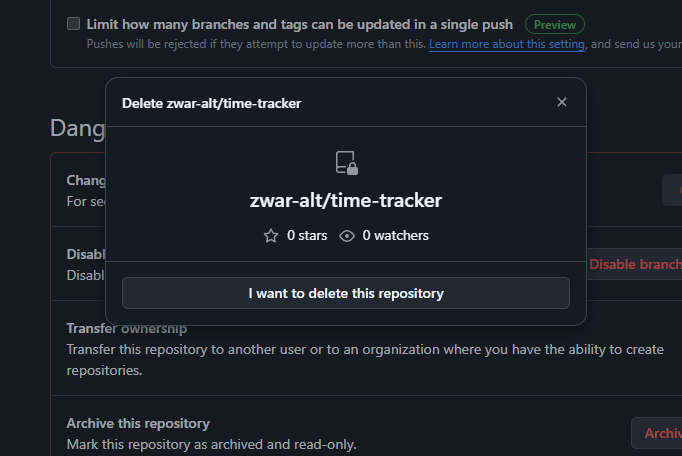 Limit how many branches and tags can be updated in a single push Preview
Pushes will be rejected if they attempt to update more than this. Learn more about this setting, and send us your
Delete zwar-alt/time-tracker
Dang
zwar-alt/time-tracker
0 stars 0 watchers
I want to delete this repository
Chang
For se
Disabl
Disabl
Disable branch
Transfer ownership
Transfer this repository to another user or to an organization where you have the ability to create
repositories.
Archive this repository
Mark this repository as archived and read-only.
Archiv